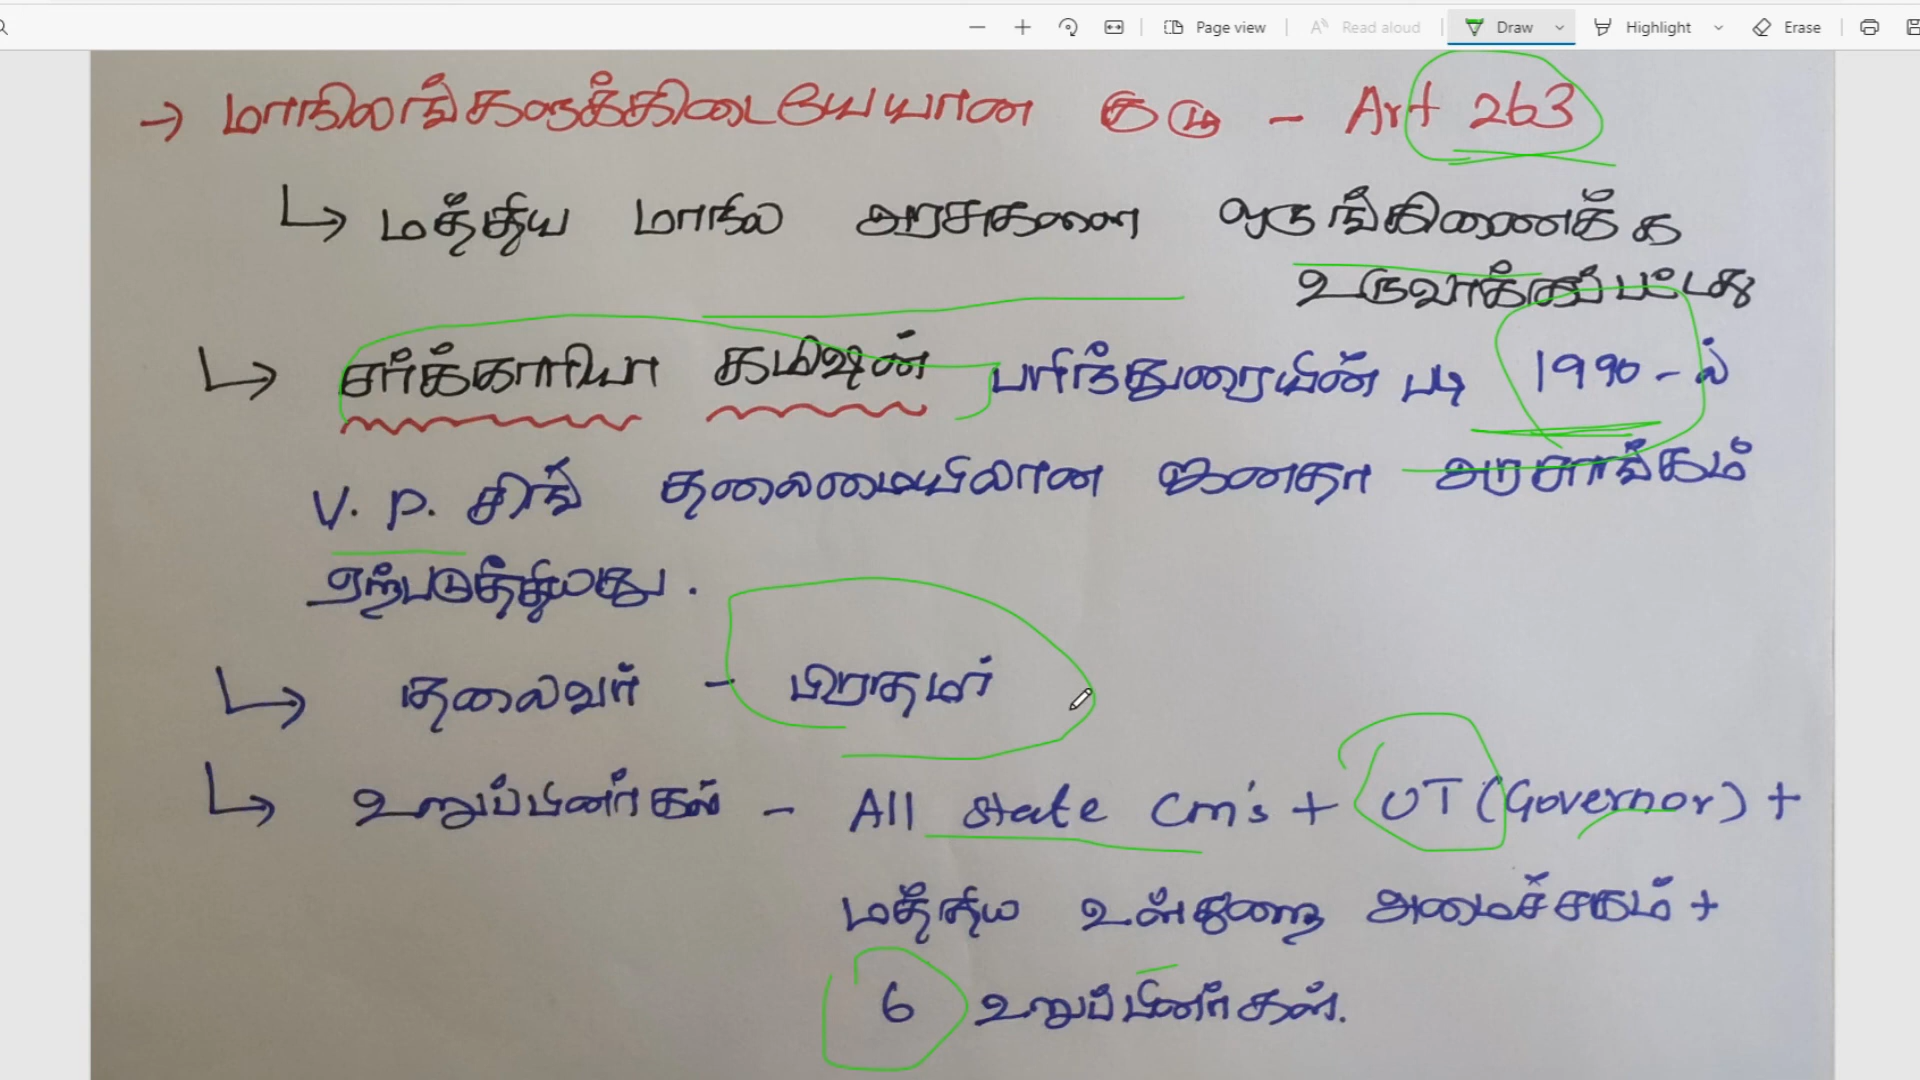 Page view Read aloud Draw Highlight Erase
→ மாநிலங்களுக்கிடையேயான குழு - Art 263
↳ மத்திய மாநில அரசுகளை ஒருங்கிணைக்க
உருவாக்கப்பட்டது
↳ சர்க்காரியா கமிஷன் பரிந்துரையின் படி 1990-ல்
V. P. சிங் தலைமையிலான ஜனதா அரசாங்கம்
ஏற்படுத்தியது.
↳ தலைவர் - பிரதமர்
↳ உறுப்பினர்கள் - All state Cm's + UT (Governor) +
மத்திய உள்துறை அமைச்சகம் +
6 உறுப்பினர்கள்.